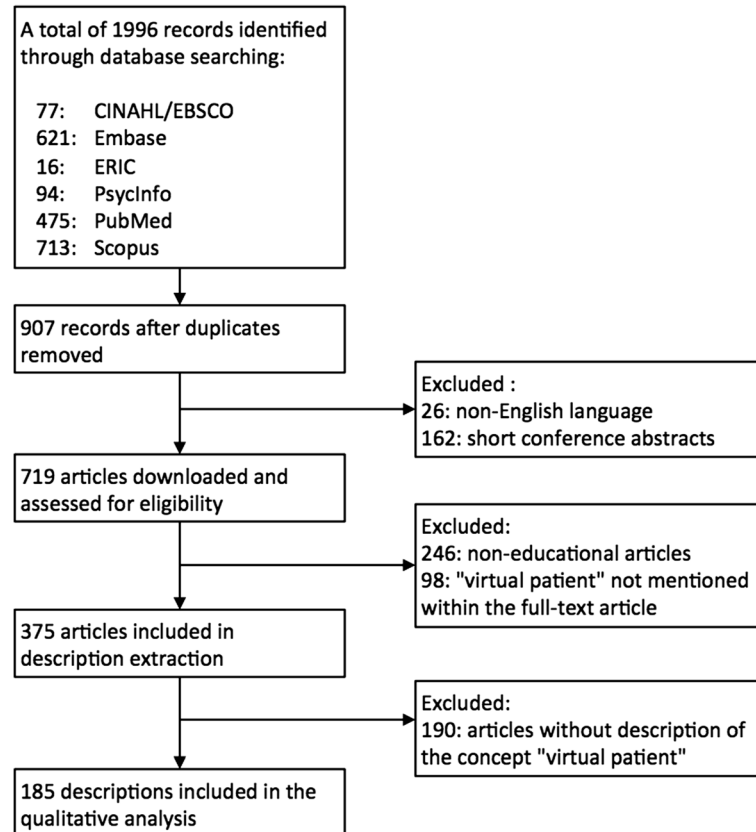 A total of 1996 records identified
through database searching:
77: CINAHL/EBSCO
621: Embase
16: ERIC
94: PsycInfo
475: PubMed
713: Scopus
907 records after duplicates
removed
Excluded :
26: non-English language
162: short conference abstracts
719 articles downloaded and
assessed for eligibility
Excluded:
246: non-educational articles
98: "virtual patient" not mentioned
within the full-text article
375 articles included in
description extraction
Excluded:
190: articles without description of
the concept "virtual patient"
185 descriptions included in the
qualitative analysis